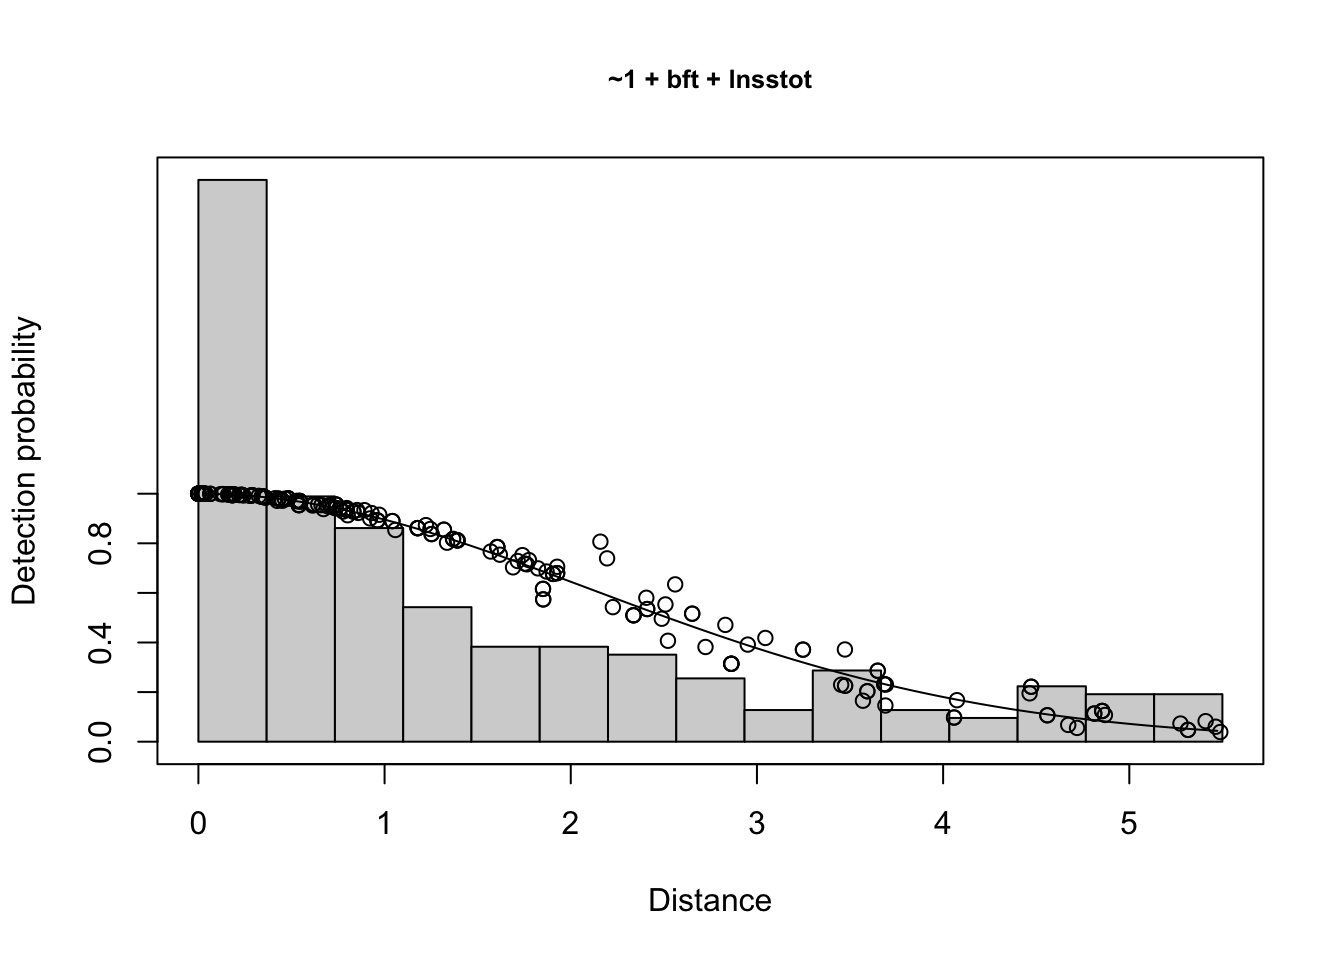 ~1 + bft + lnsstot
Detection probability
0.8
0.4
0.0
0 1 2 3 4 5
Distance